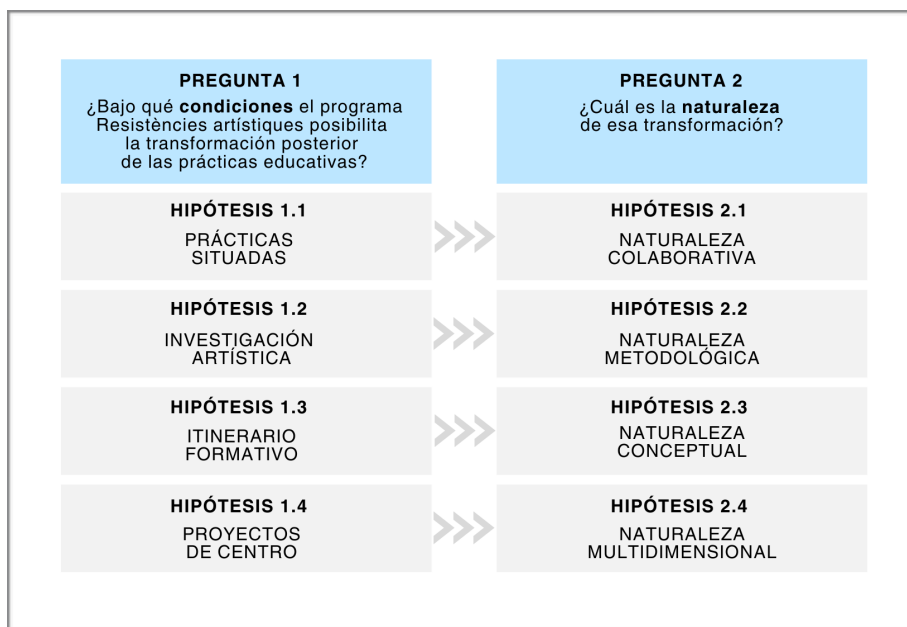 PREGUNTA 1
¿Bajo qué condiciones el programa
Resistències artístiques posibilita
la transformación posterior
de las prácticas educativas?
PREGUNTA 2
¿Cuál es la naturaleza
de esa transformación?
HIPÓTESIS 1.1
PRÁCTICAS
SITUADAS
HIPÓTESIS 2.1
NATURALEZA
COLABORATIVA
HIPÓTESIS 1.2
INVESTIGACIÓN
ARTÍSTICA
HIPÓTESIS 2.2
NATURALEZA
METODOLÓGICA
HIPÓTESIS 1.3
ITINERARIO
FORMATIVO
HIPÓTESIS 2.3
NATURALEZA
CONCEPTUAL
HIPÓTESIS 1.4
PROYECTOS
DE CENTRO
HIPÓTESIS 2.4
NATURALEZA
MULTIDIMENSIONAL